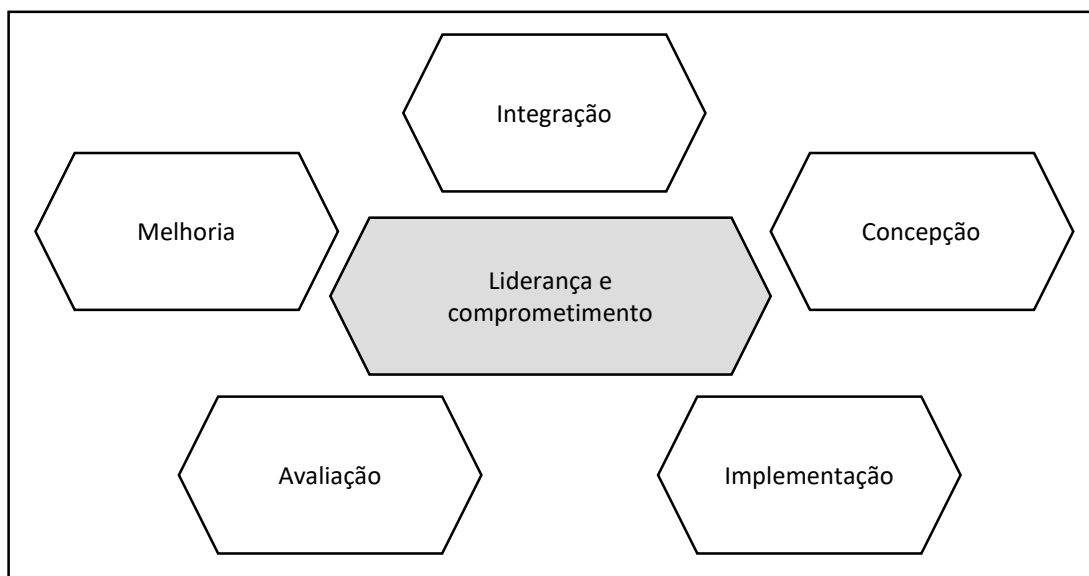 Integração
Melhoria
Concepção
Liderança e
comprometimento
Avaliação
Implementação